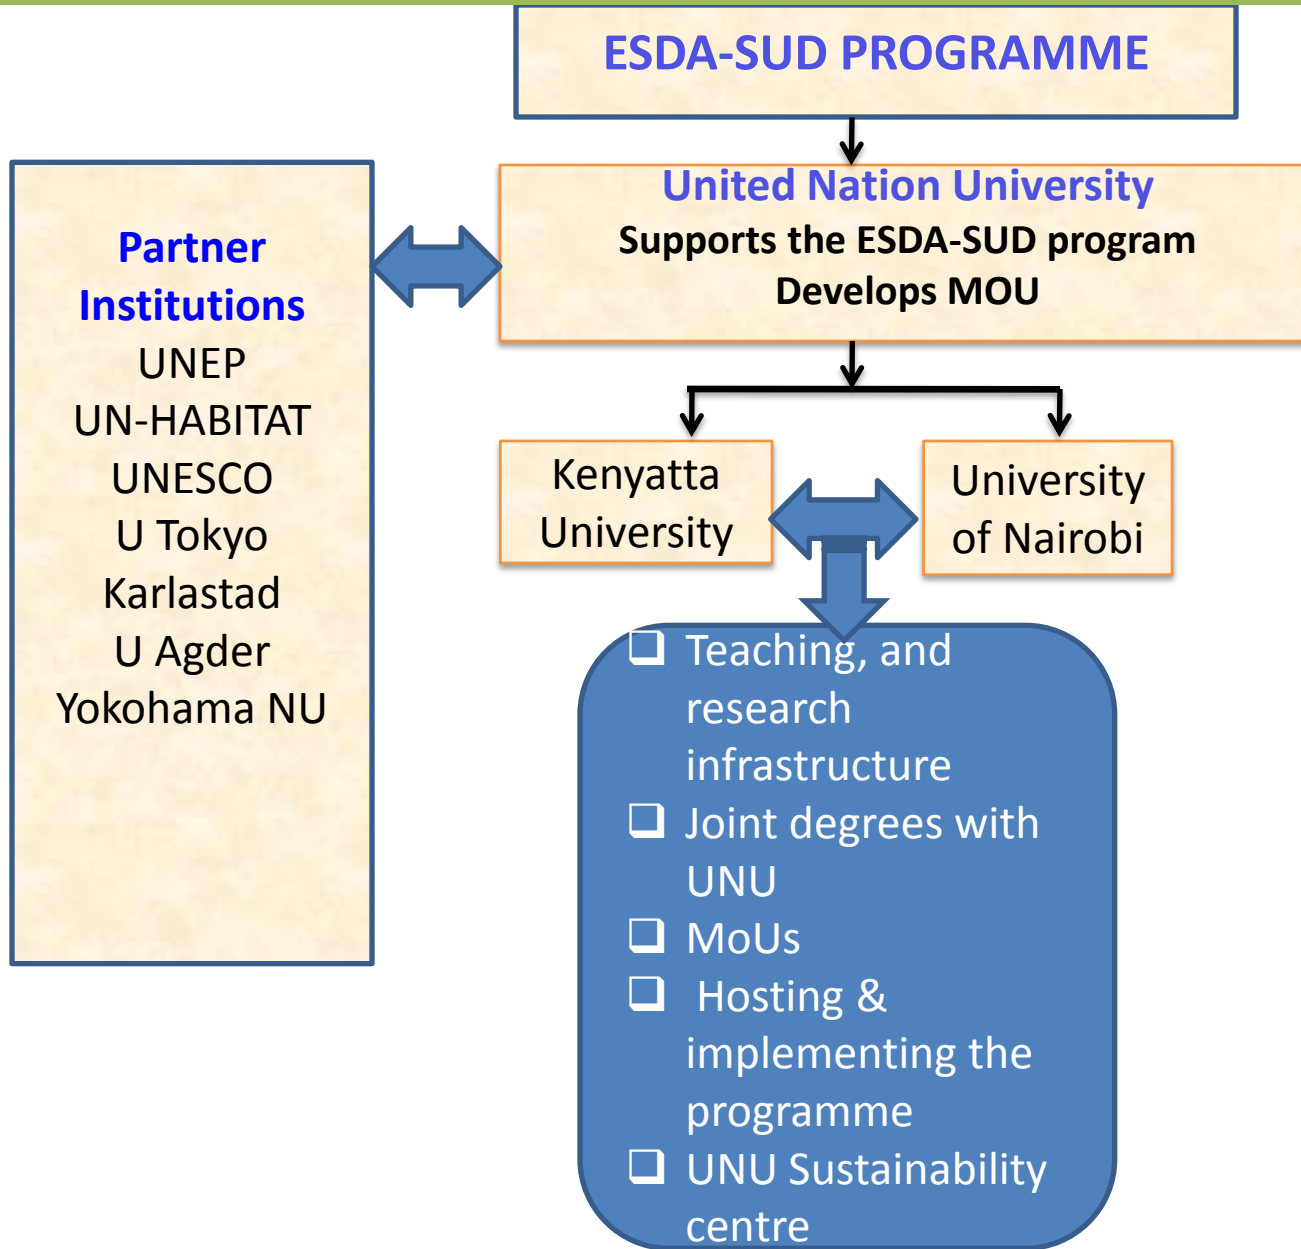 ESDA-SUD PROGRAMME
United Nation University
Supports the ESDA-SUD program
Develops MOU
Partner
Institutions
UNEP
UN-HABITAT
UNESCO
U Tokyo
Karlastad
U Agder
Yokohama NU
Kenyatta
University
University
of Nairobi
❑ Teaching, and
research
infrastructure
❑ Joint degrees with
UNU
❑ MoUs
❑ Hosting &
implementing the
programme
❑ UNU Sustainability
centre